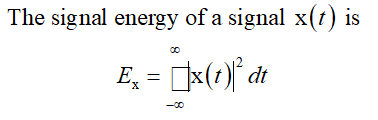 The signal energy of a signal x(t) is
Eₓ = □|x(t)|² dt
∞
-∞